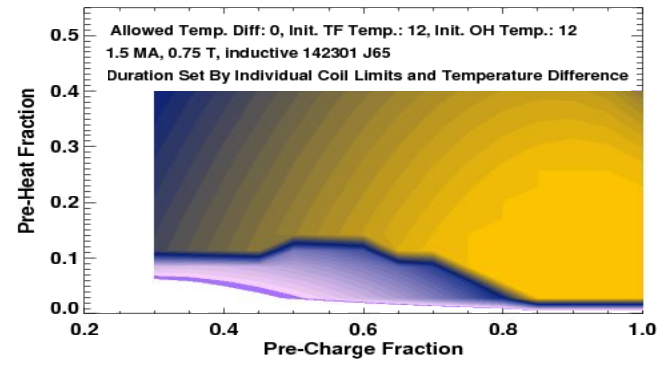 Allowed Temp. Diff: 0, Init. TF Temp.: 12, Init. OH Temp.: 12
1.5 MA, 0.75 T, inductive 142301 J65
Duration Set By Individual Coil Limits and Temperature Difference
Pre-Heat Fraction
0.5
0.4
0.3
0.2
0.1
0.0
0.2 0.4 0.6 0.8 1.0
Pre-Charge Fraction